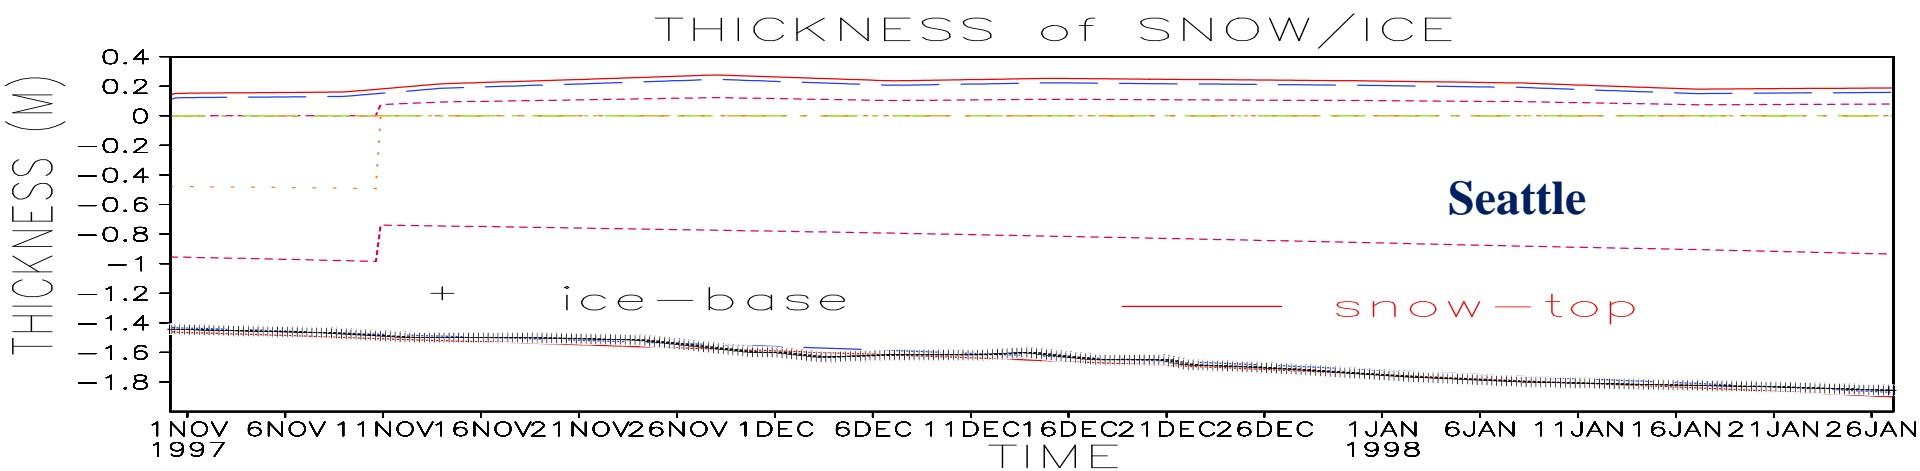 THICKNESS of SNOW/ICE
THICKNESS (M)
0.4
0.2
0
−0.2
−0.4
−0.6
−0.8
−1
−1.2
−1.4
−1.6
−1.8
Seattle
+ ice−base
snow−top
1NOV 6NOV 11NOV 16NOV 21NOV 26NOV 1DEC 6DEC 11DEC 16DEC 21DEC 26DEC 1JAN 6JAN 11JAN 16JAN 21JAN 26JAN
1997 1998
TIME